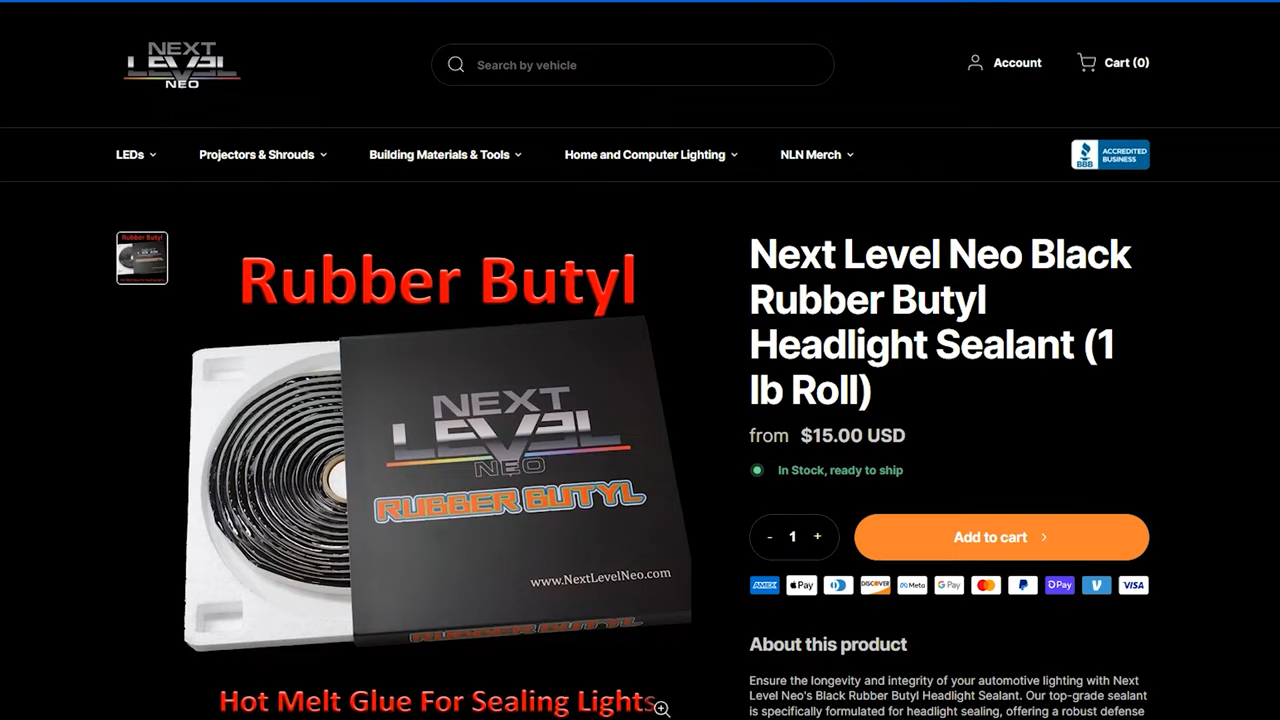 NEXT
LEVEL
NEO
Search by vehicle
Account
Cart (0)
LEDs
Projectors & Shrouds
Building Materials & Tools
Home and Computer Lighting
NLN Merch
BBB
ACCREDITED
BUSINESS
Rubber Butyl
Rubber Butyl
NEXT
LEVEL
NEO
RUBBER BUTYL
www.NextLevelNeo.com
RUBBER BUTYL
Hot Melt Glue For Sealing Lights
Next Level Neo Black
Rubber Butyl
Headlight Sealant (1
lb Roll)
from $15.00 USD
In Stock, ready to ship
- 1 +
Add to cart
AMEX
Pay
DISCOVER
Meta
G Pay
Pay
VISA
About this product
Ensure the longevity and integrity of your automotive lighting with Next
Level Neo's Black Rubber Butyl Headlight Sealant. Our top-grade sealant
is specifically formulated for headlight sealing, offering a robust defense